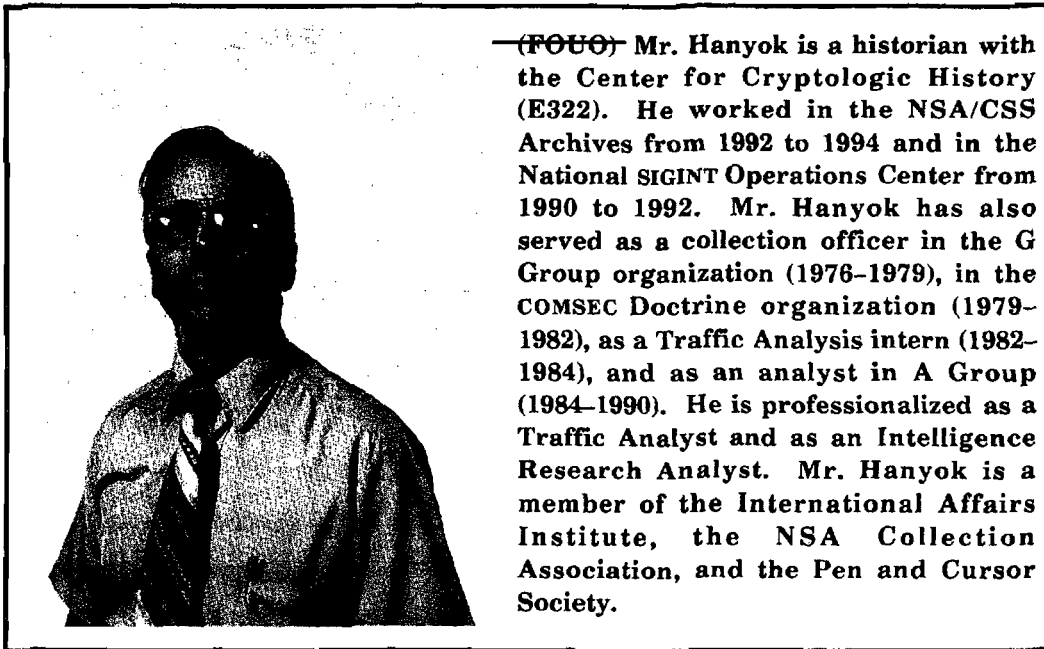 (FOUO) Mr. Hanyok is a historian with
the Center for Cryptologic History
(E322). He worked in the NSA/CSS
Archives from 1992 to 1994 and in the
National SIGINT Operations Center from
1990 to 1992. Mr. Hanyok has also
served as a collection officer in the G
Group organization (1976–1979), in the
COMSEC Doctrine organization (1979–
1982), as a Traffic Analysis intern (1982–
1984), and as an analyst in A Group
(1984–1990). He is professionalized as a
Traffic Analyst and as an Intelligence
Research Analyst. Mr. Hanyok is a
member of the International Affairs
Institute, the NSA Collection
Association, and the Pen and Cursor
Society.